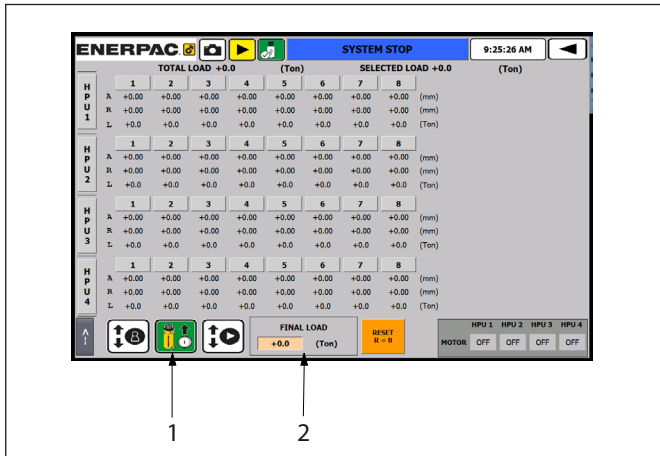 ENERPAC SYSTEM STOP 9:25:26 AM
TOTAL LOAD +0.0 (Ton) SELECTED LOAD +0.0 (Ton)
HPU1
1 2 3 4 5 6 7 8
A +0.00 +0.00 +0.00 +0.00 +0.00 +0.00 +0.00 +0.00 (mm)
R +0.00 +0.00 +0.00 +0.00 +0.00 +0.00 +0.00 +0.00 (mm)
L +0.0 +0.0 +0.0 +0.0 +0.0 +0.0 +0.0 +0.0 (Ton)
HPU2
1 2 3 4 5 6 7 8
A +0.00 +0.00 +0.00 +0.00 +0.00 +0.00 +0.00 +0.00 (mm)
R +0.00 +0.00 +0.00 +0.00 +0.00 +0.00 +0.00 +0.00 (mm)
L +0.0 +0.0 +0.0 +0.0 +0.0 +0.0 +0.0 +0.0 (Ton)
HPU3
1 2 3 4 5 6 7 8
A +0.00 +0.00 +0.00 +0.00 +0.00 +0.00 +0.00 +0.00 (mm)
R +0.00 +0.00 +0.00 +0.00 +0.00 +0.00 +0.00 +0.00 (mm)
L +0.0 +0.0 +0.0 +0.0 +0.0 +0.0 +0.0 +0.0 (Ton)
HPU4
1 2 3 4 5 6 7 8
A +0.00 +0.00 +0.00 +0.00 +0.00 +0.00 +0.00 +0.00 (mm)
R +0.00 +0.00 +0.00 +0.00 +0.00 +0.00 +0.00 +0.00 (mm)
L +0.0 +0.0 +0.0 +0.0 +0.0 +0.0 +0.0 +0.0 (Ton)
FINAL LOAD
+0.0 (Ton)
RESET
R = 0
HPU 1 HPU 2 HPU 3 HPU 4
MOTOR OFF OFF OFF OFF
1 2